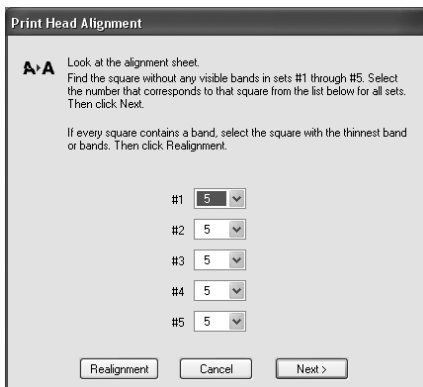 Print Head Alignment
A▸A
Look at the alignment sheet.
Find the square without any visible bands in sets #1 through #5. Select
the number that corresponds to that square from the list below for all sets.
Then click Next.
If every square contains a band, select the square with the thinnest band
or bands. Then click Realignment.
#1 5
#2 5
#3 5
#4 5
#5 5
Realignment Cancel Next >